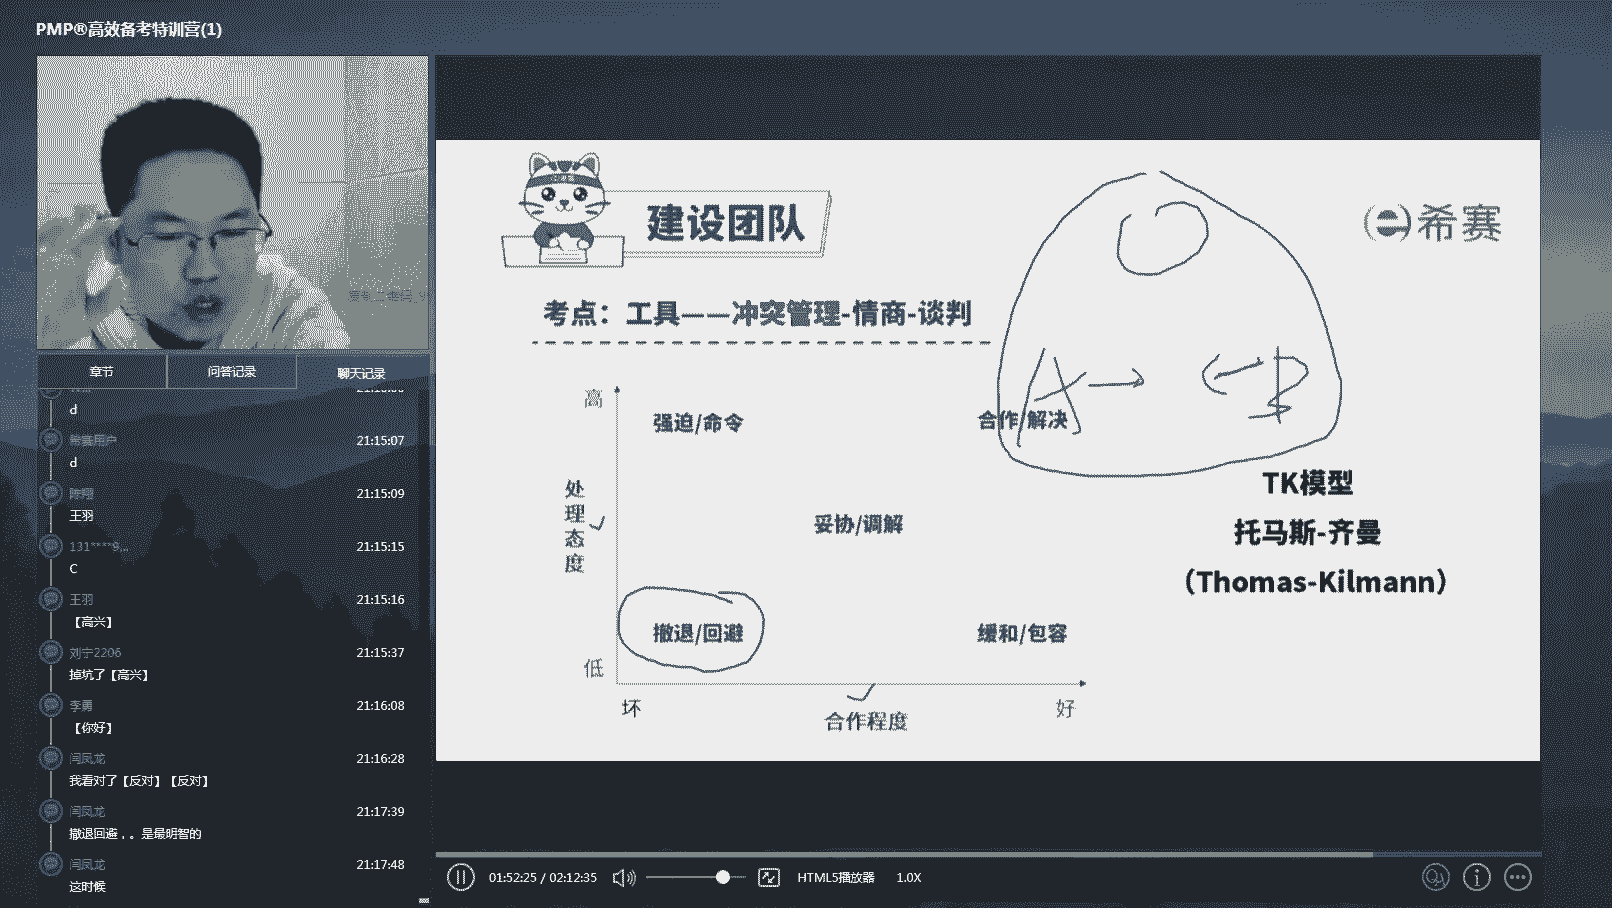 PMP®高效备考特训营(1)
章节
问答记录
聊天记录
d
希赛用户
21:15:07
d
陈翔
21:15:09
王羽
131****9,..
21:15:15
C
王羽
21:15:16
【高兴】
刘宁2206
21:15:37
掉坑了【高兴】
李勇
21:16:08
【你好】
闫凤龙
21:16:28
我看对了【反对】【反对】
闫凤龙
21:17:39
撤退回避，。是最明智的
闫凤龙
21:17:48
这时候
建设团队
希赛
考点：工具——冲突管理-情商-谈判
高
强迫/命令
合作/解决
A
B
处理态度
妥协/调解
TK模型
托马斯-齐曼
（Thomas-Kilmann）
撤退/回避
缓和/包容
低
坏
合作程度
好
01:52:25 / 02:12:35
HTML5播放器
1.0X